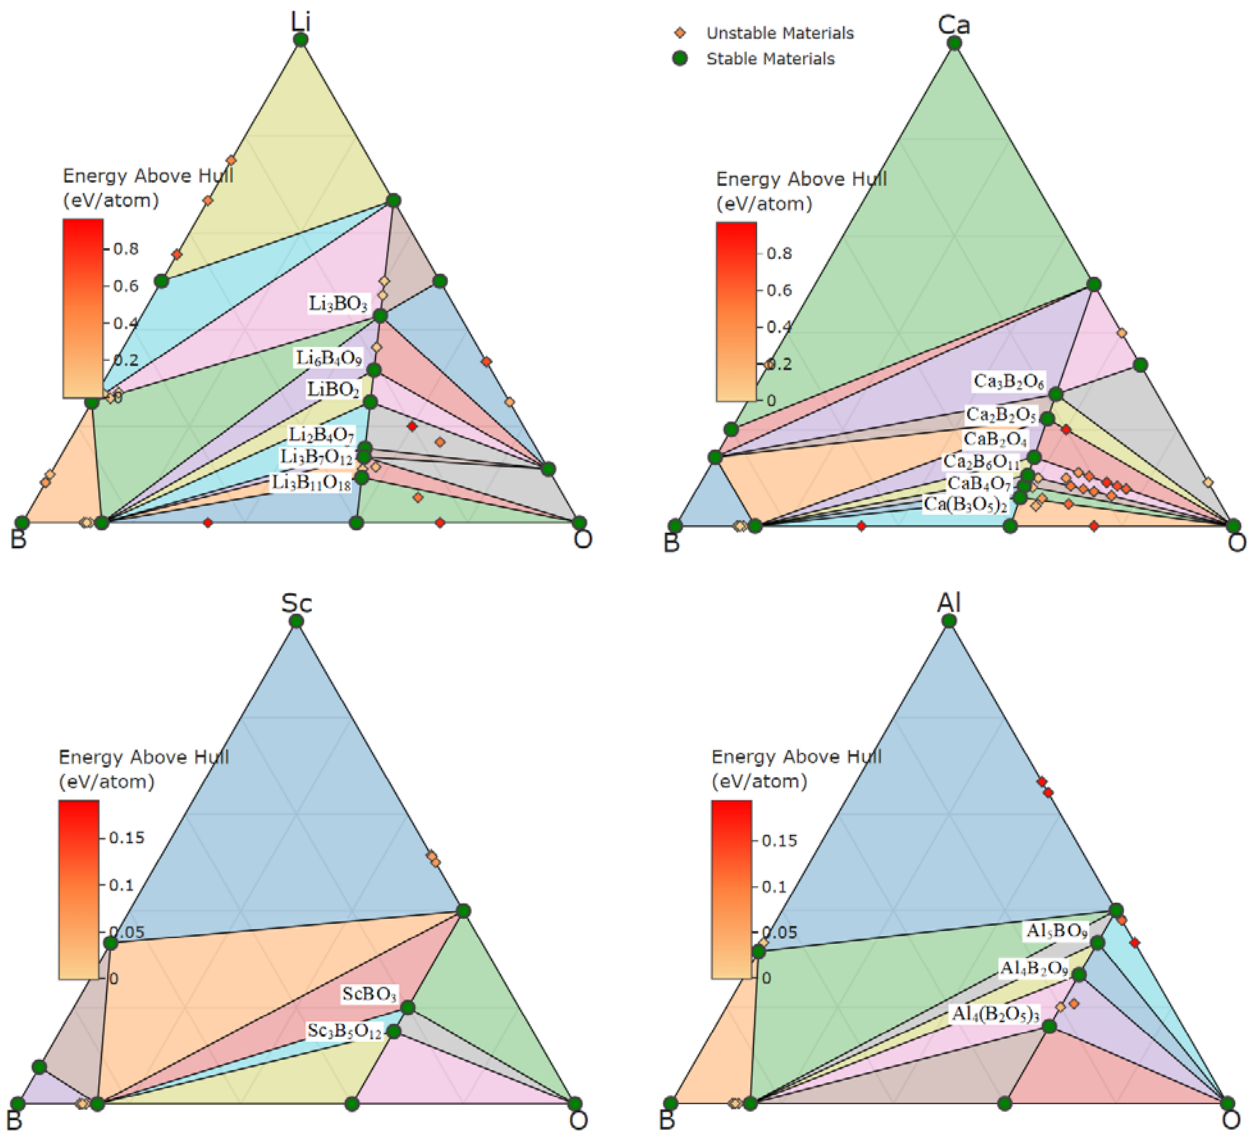 Li
Energy Above Hull
(eV/atom)
0.8
0.6
0.4
0.2
0
Li₃BO₃
Li₆B₄O₉
LiBO₂
Li₂B₄O₇
Li₃B₇O₁₂
Li₃B₁₁O₁₈
B
O
Ca
Unstable Materials
Stable Materials
Energy Above Hull
(eV/atom)
0.8
0.6
0.4
0.2
0
Ca₃B₂O₆
Ca₂B₂O₅
CaB₂O₄
Ca₂B₆O₁₁
CaB₄O₇
Ca(B₃O₅)₂
B
O
Sc
Energy Above Hull
(eV/atom)
0.15
0.1
0.05
0
ScBO₃
Sc₃B₅O₁₂
B
O
Al
Energy Above Hull
(eV/atom)
0.15
0.1
0.05
0
Al₅BO₉
Al₄B₂O₉
Al₄(B₂O₅)₃
B
O